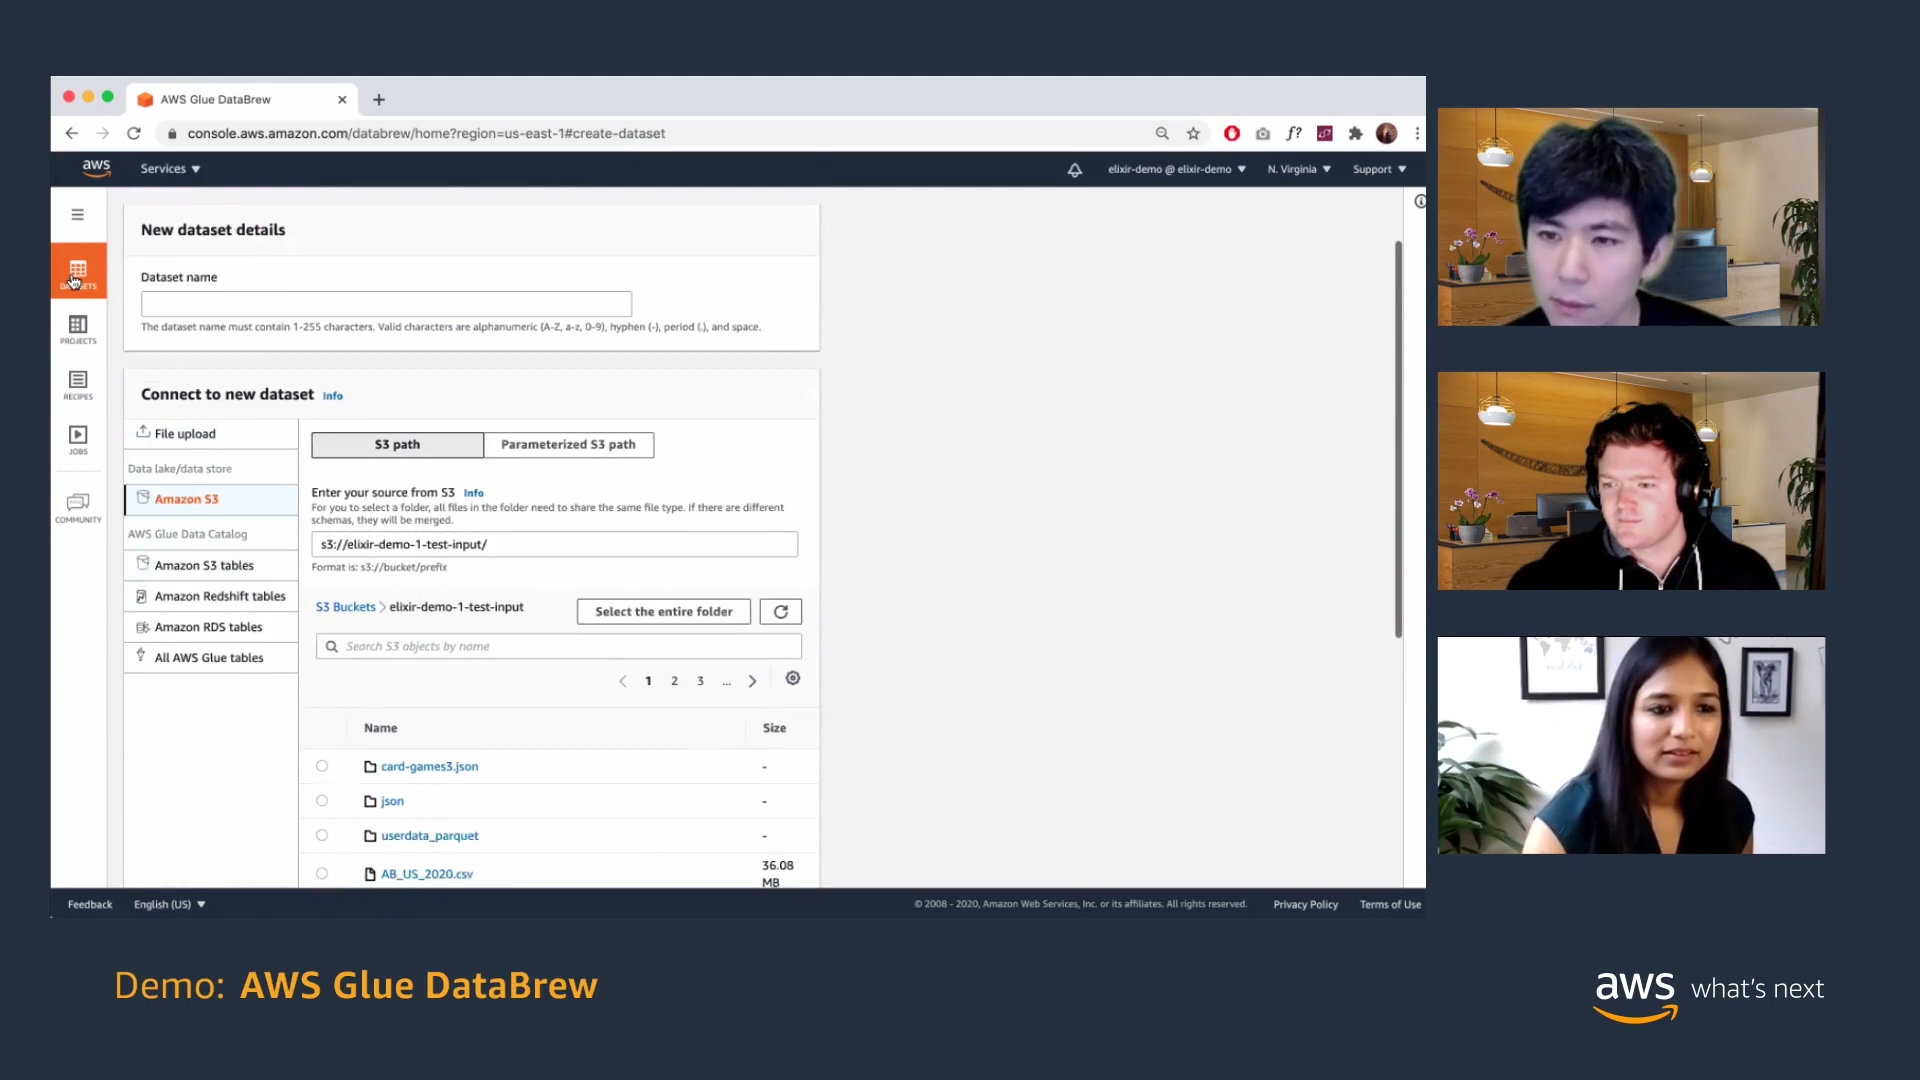 AWS Glue DataBrew
console.aws.amazon.com/databrew/home?region=us-east-1#create-dataset
f?
aws
Services
elixir-demo @ elixir-demo
N. Virginia
Support
New dataset details
Dataset name
The dataset name must contain 1-255 characters. Valid characters are alphanumeric (A-Z, a-z, 0-9), hyphen (-), period (.), and space.
PROJECTS
RECIPES
JOBS
COMMUNITY
Connect to new dataset Info
File upload
Data lake/data store
Amazon S3
AWS Glue Data Catalog
Amazon S3 tables
Amazon Redshift tables
Amazon RDS tables
All AWS Glue tables
S3 path
Parameterized S3 path
Enter your source from S3 Info
For you to select a folder, all files in the folder need to share the same file type. If there are different
schemas, they will be merged.
s3://elixir-demo-1-test-input/
Format is: s3://bucket/prefix
S3 Buckets > elixir-demo-1-test-input
Select the entire folder
Search S3 objects by name
< 1 2 3 ... >
Name Size
card-games3.json -
json -
userdata_parquet -
AB_US_2020.csv 36.08
MB
Feedback
English (US)
© 2008 - 2020, Amazon Web Services, Inc. or its affiliates. All rights reserved.
Privacy Policy
Terms of Use
Demo: AWS Glue DataBrew
aws what's next